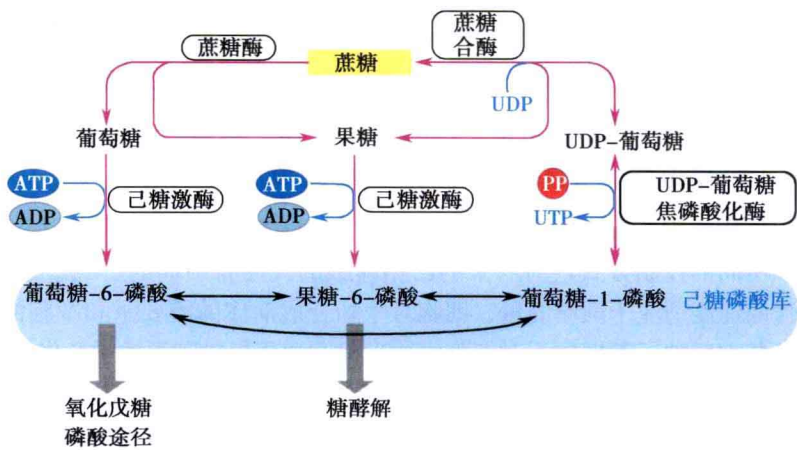 蔗糖酶
蔗糖
蔗糖
合酶
UDP
葡萄糖
果糖
UDP-葡萄糖
ATP
ADP
己糖激酶
ATP
ADP
己糖激酶
PP
UTP
UDP-葡萄糖
焦磷酸化酶
葡萄糖-6-磷酸
果糖-6-磷酸
葡萄糖-1-磷酸
己糖磷酸库
氧化戊糖
磷酸途径
糖酵解